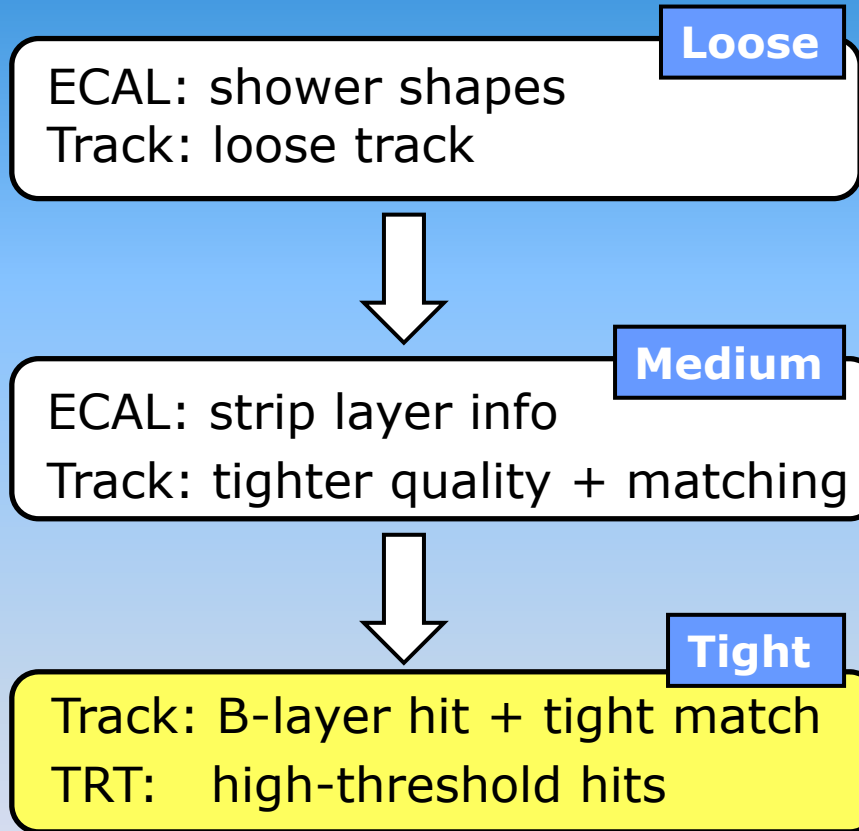 Loose
ECAL: shower shapes
Track: loose track
Medium
ECAL: strip layer info
Track: tighter quality + matching
Tight
Track: B-layer hit + tight match
TRT: high-threshold hits